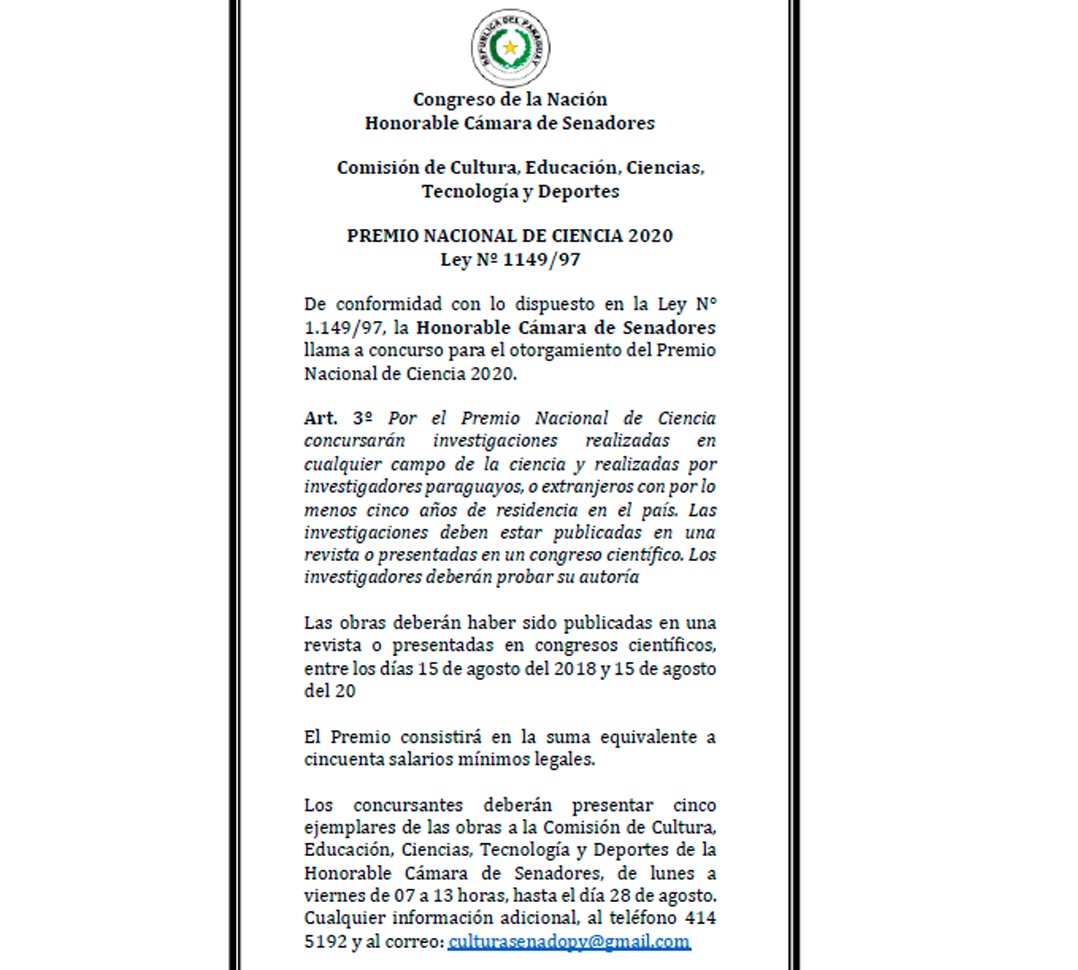 REPÚBLICA DEL PARAGUAY
Congreso de la Nación
Honorable Cámara de Senadores
Comisión de Cultura, Educación, Ciencias,
Tecnología y Deportes
PREMIO NACIONAL DE CIENCIA 2020
Ley Nº 1149/97
De conformidad con lo dispuesto en la Ley N°
1.149/97, la Honorable Cámara de Senadores
llama a concurso para el otorgamiento del Premio
Nacional de Ciencia 2020.
Art. 3º Por el Premio Nacional de Ciencia
concursarán investigaciones realizadas en
cualquier campo de la ciencia y realizadas por
investigadores paraguayos, o extranjeros con por lo
menos cinco años de residencia en el país. Las
investigaciones deben estar publicadas en una
revista o presentadas en un congreso científico. Los
investigadores deberán probar su autoría
Las obras deberán haber sido publicadas en una
revista o presentadas en congresos científicos,
entre los días 15 de agosto del 2018 y 15 de agosto
del 20
El Premio consistirá en la suma equivalente a
cincuenta salarios mínimos legales.
Los concursantes deberán presentar cinco
ejemplares de las obras a la Comisión de Cultura,
Educación, Ciencias, Tecnología y Deportes de la
Honorable Cámara de Senadores, de lunes a
viernes de 07 a 13 horas, hasta el día 28 de agosto.
Cualquier información adicional, al teléfono 414
5192 y al correo: culturasenadopy@gmail.com